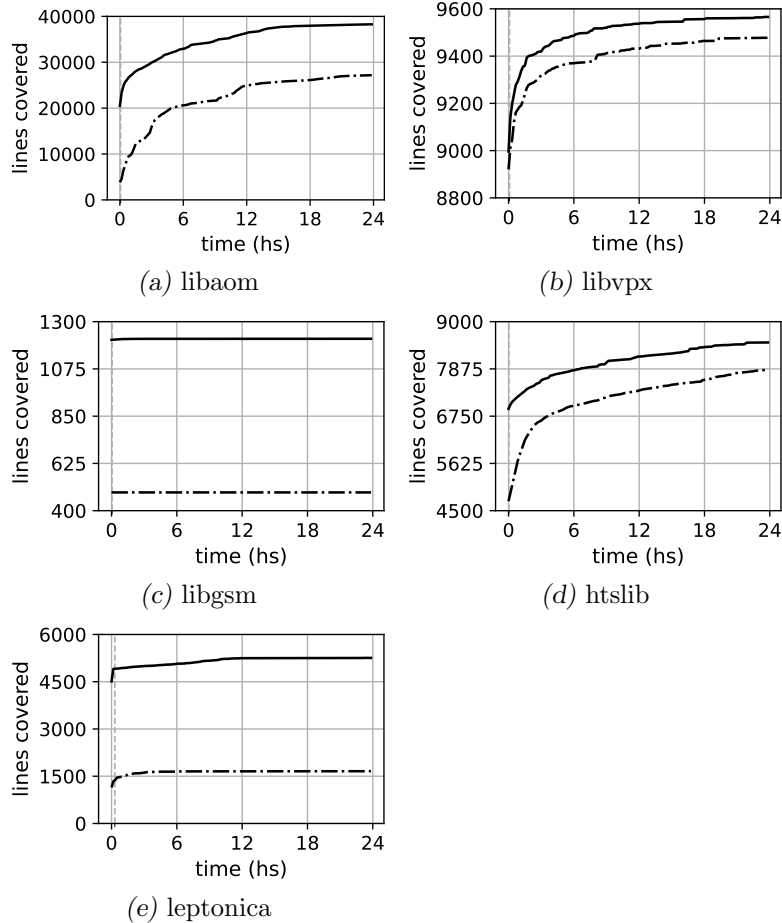 lines covered
40000
30000
20000
10000
0
0 6 12 18 24
time (hs)
(a) libaom
lines covered
9600
9400
9200
9000
8800
0 6 12 18 24
time (hs)
(b) libvpx
lines covered
1300
1075
850
625
400
0 6 12 18 24
time (hs)
(c) libgsm
lines covered
9000
7875
6750
5625
4500
0 6 12 18 24
time (hs)
(d) htslib
lines covered
6000
4500
3000
1500
0
0 6 12 18 24
time (hs)
(e) leptonica